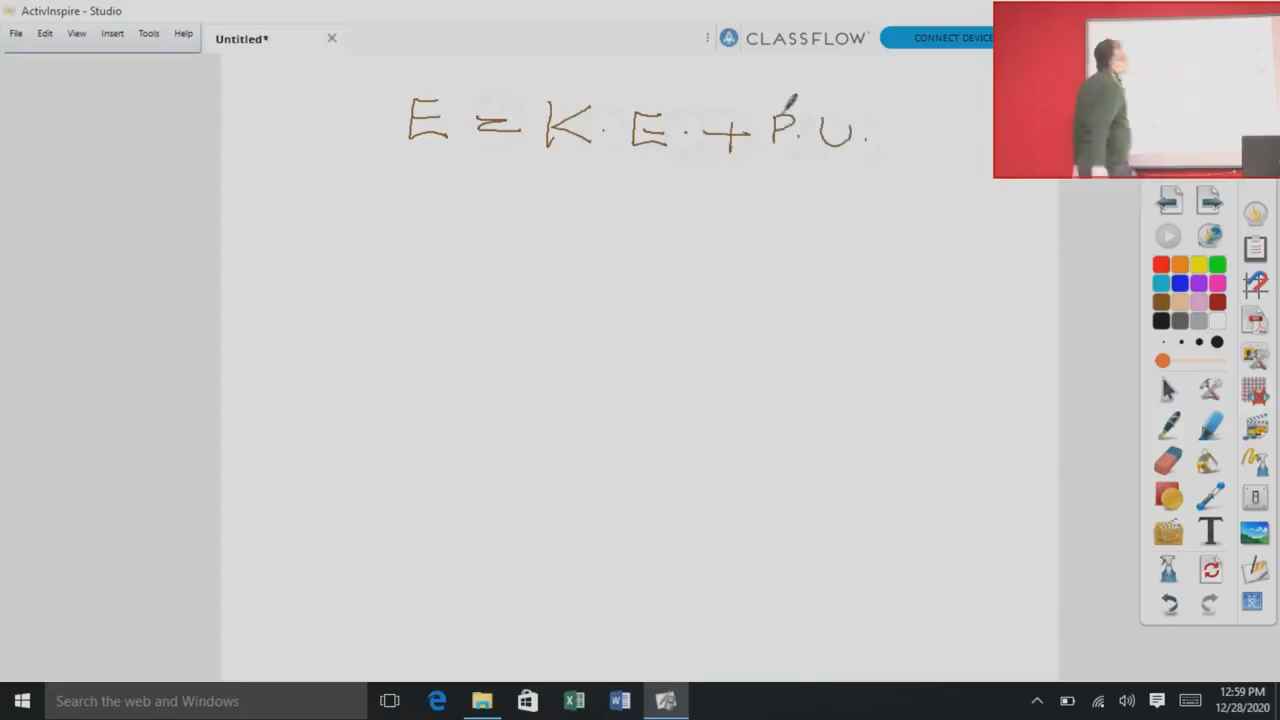 ActivInspire - Studio
File Edit View Insert Tools Help
Untitled*
CLASSFLOW
CONNECT DEVICE
E = K. E. + P. U.
Search the web and Windows
12:59 PM
12/28/2020